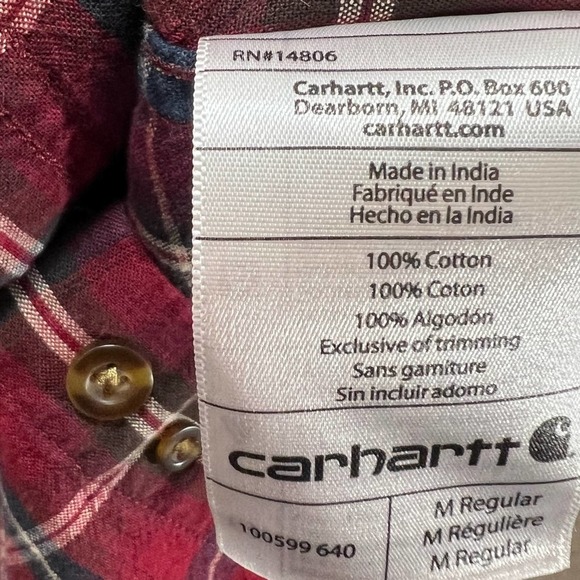 RN#14806
Carhartt, Inc. P.O. Box 600
Dearborn, MI 48121 USA
carhartt.com
Made in India
Fabriqué en Inde
Hecho en la India
100% Cotton
100% Coton
100% Algodón
Exclusive of trimming
Sans garniture
Sin incluir adorno
carhartt
100599 640
M Regular
M Régulière
M Regular